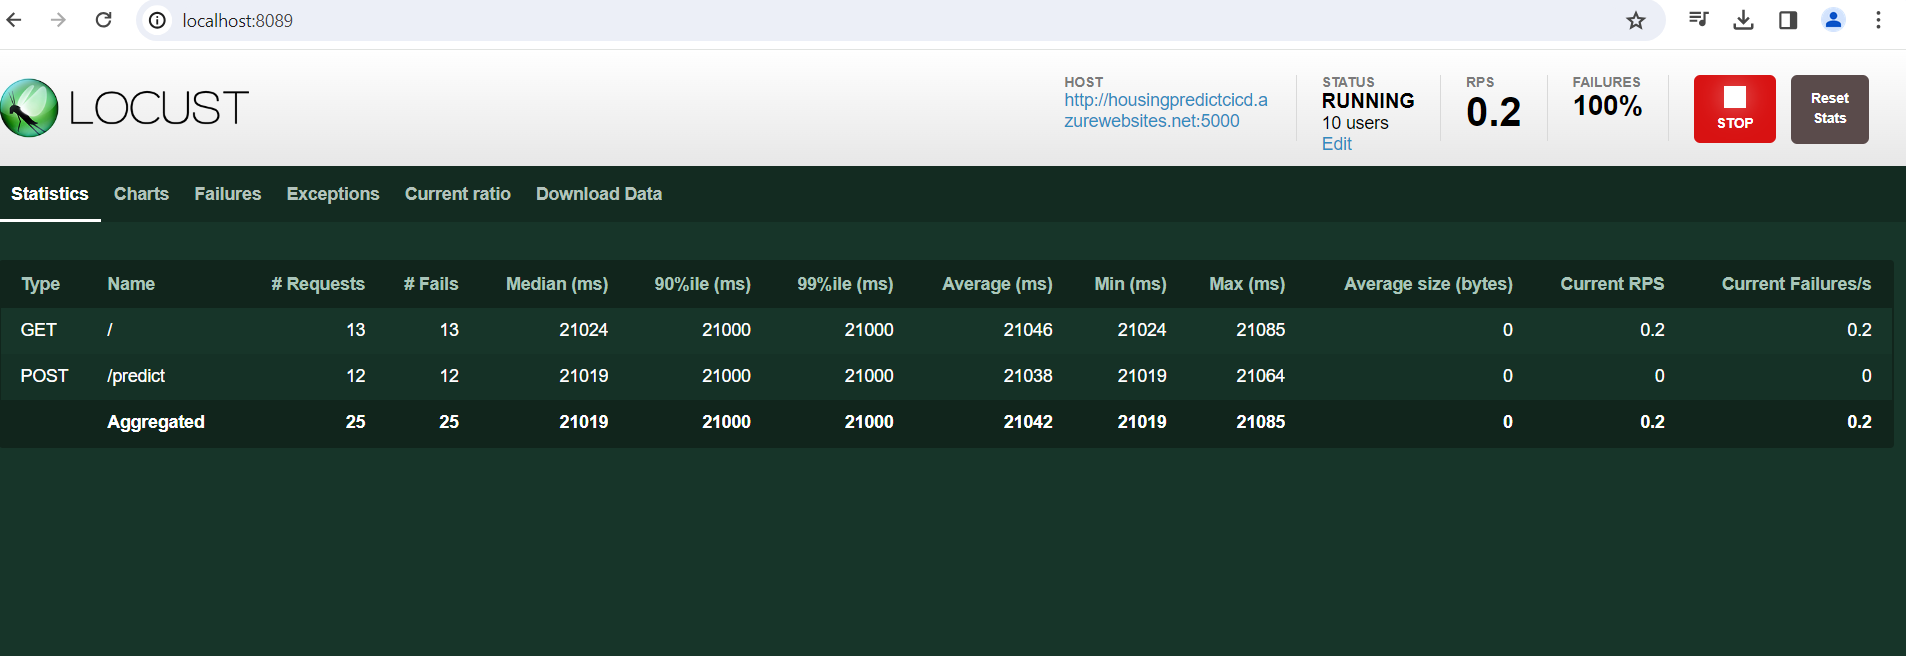 localhost:8089
LOCUST
HOST
http://housingpredictcicd.a
zurewebsites.net:5000
STATUS
RUNNING
10 users
Edit
RPS
0.2
FAILURES
100%
STOP
Reset
Stats
Statistics Charts Failures Exceptions Current ratio Download Data
Type Name # Requests # Fails Median (ms) 90%ile (ms) 99%ile (ms) Average (ms) Min (ms) Max (ms) Average size (bytes) Current RPS Current Failures/s
GET / 13 13 21024 21000 21000 21046 21024 21085 0 0.2 0.2
POST /predict 12 12 21019 21000 21000 21038 21019 21064 0 0 0
Aggregated 25 25 21019 21000 21000 21042 21019 21085 0 0.2 0.2